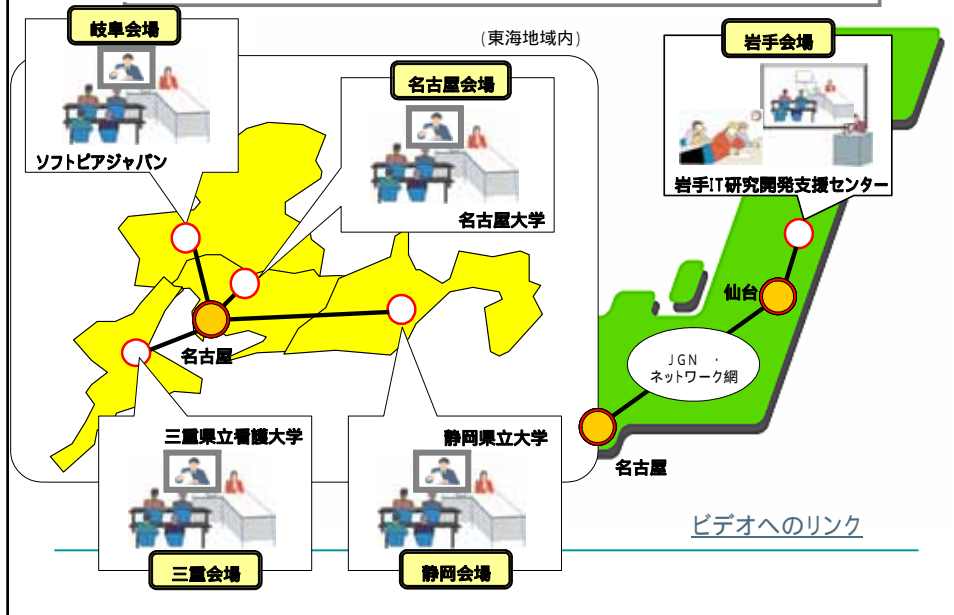 岐阜会場
(東海地域内)
岩手会場
名古屋会場
ソフトピアジャパン
岩手IT研究開発支援センター
名古屋大学
仙台
名古屋
JGN ・
ネットワーク網
三重県立看護大学
静岡県立大学
名古屋
ビデオへのリンク
三重会場
静岡会場